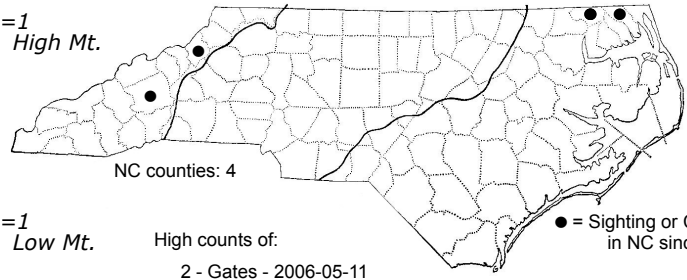 =1
High Mt.
NC counties: 4
=1
Low Mt.
High counts of:
2 - Gates - 2006-05-11
● = Sighting or
in NC